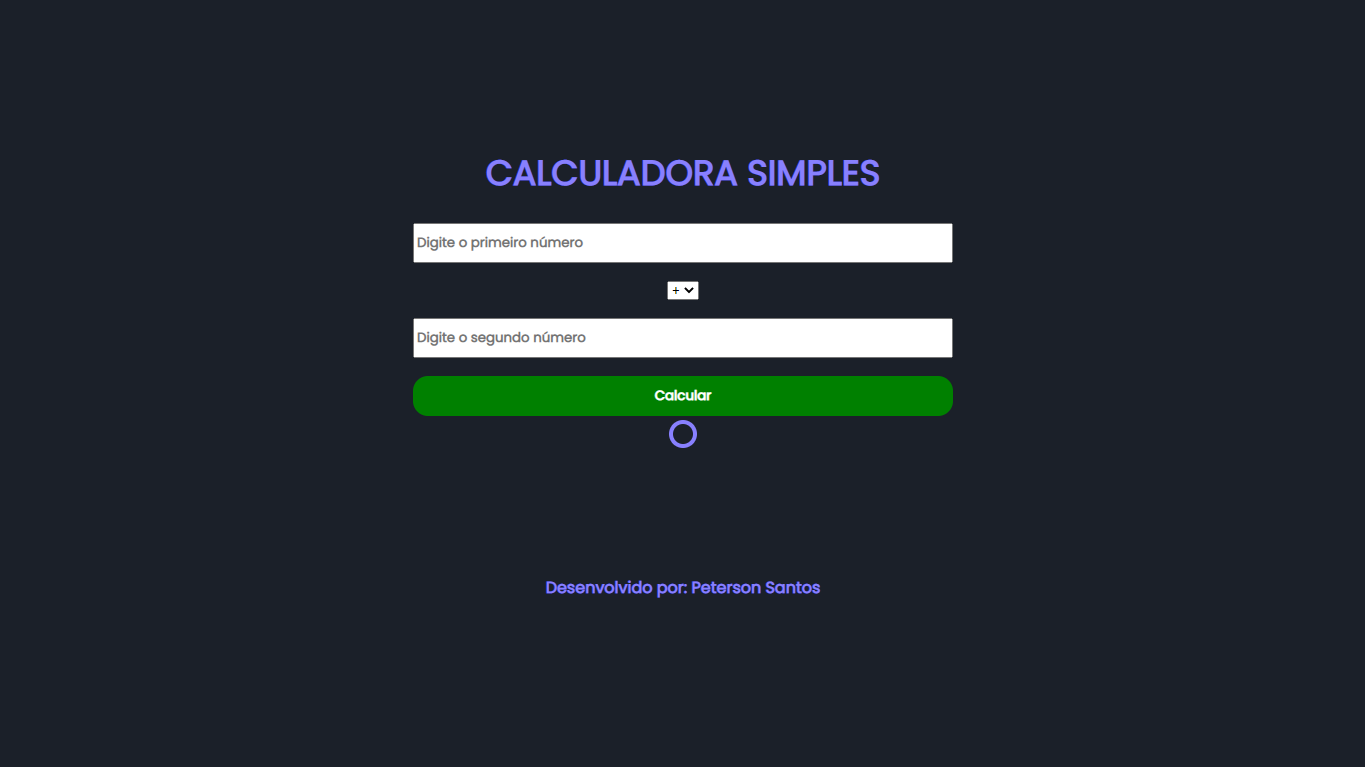 CALCULADORA SIMPLES
Digite o primeiro número
+
Digite o segundo número
Calcular
Desenvolvido por: Peterson Santos